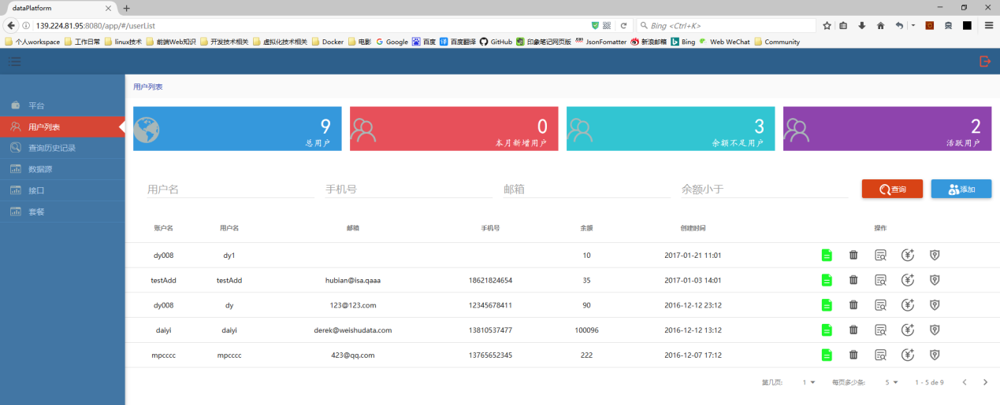 dataPlatform
139.224.81.95:8080/app/#/userList
Bing <Ctrl+K>
个人workspace 工作日常 linux技术 前端Web知识 开发技术相关 虚拟化技术相关 Docker 电影 Google 百度 百度翻译 GitHub 印象笔记网页版 JsonFomatter 新浪邮箱 Bing Web WeChat Community
用户列表
平台
用户列表
查询历史记录
数据源
接口
套餐
9
总用户
0
本月新增用户
3
余额不足用户
2
活跃用户
用户名 手机号 邮箱 余额小于 查询 添加
账户名 用户名 邮箱 手机号 余额 创建时间 操作
dy008 dy1 10 2017-01-21 11:01
testAdd testAdd hubian@isa.qaaa 18621824654 35 2017-01-03 14:01
dy008 dy 123@123.com 12345678411 90 2016-12-12 23:12
daiyi daiyi derek@weishudata.com 13810537477 100096 2016-12-12 13:12
mpcccc mpcccc 423@qq.com 13765652345 222 2016-12-07 17:12
第几页: 1 每页多少条: 5 1 - 5 de 9